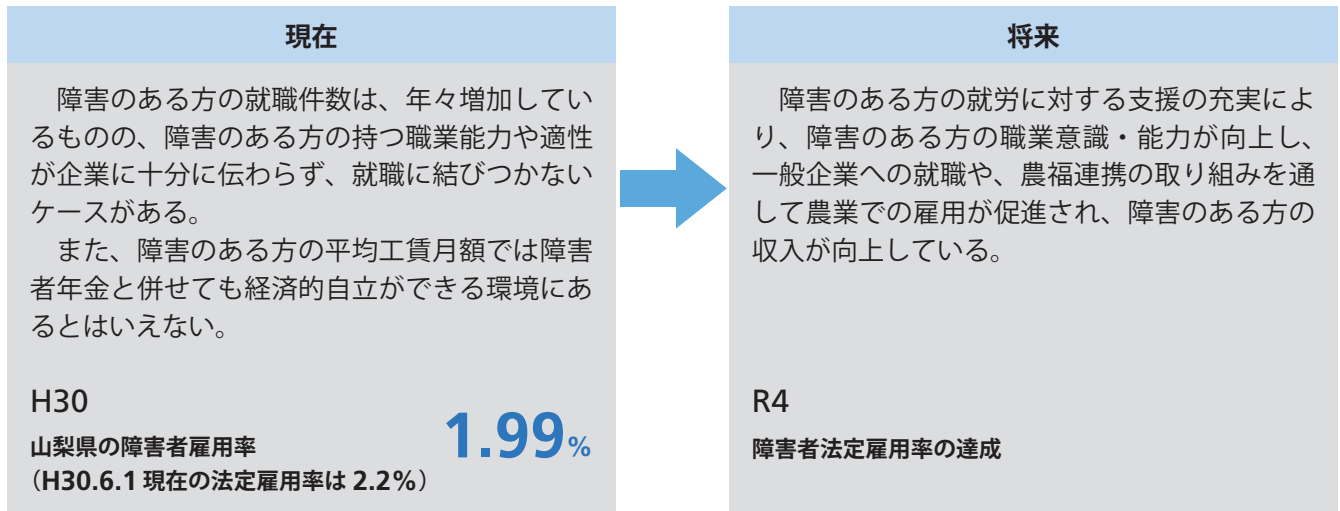 現在
障害のある方の就職件数は、年々増加してい
るものの、障害のある方の持つ職業能力や適性
が企業に十分に伝わらず、就職に結びつかない
ケースがある。
また、障害のある方の平均工賃月額では障害
者年金と併せても経済的自立ができる環境にあ
るとはいえない。
H30
山梨県の障害者雇用率
(H30.6.1 現在の法定雇用率は 2.2%)
1.99%
将来
障害のある方の就労に対する支援の充実によ
り、障害のある方の職業意識・能力が向上し、
一般企業への就職や、農福連携の取り組みを通
して農業での雇用が促進され、障害のある方の
収入が向上している。
R4
障害者法定雇用率の達成